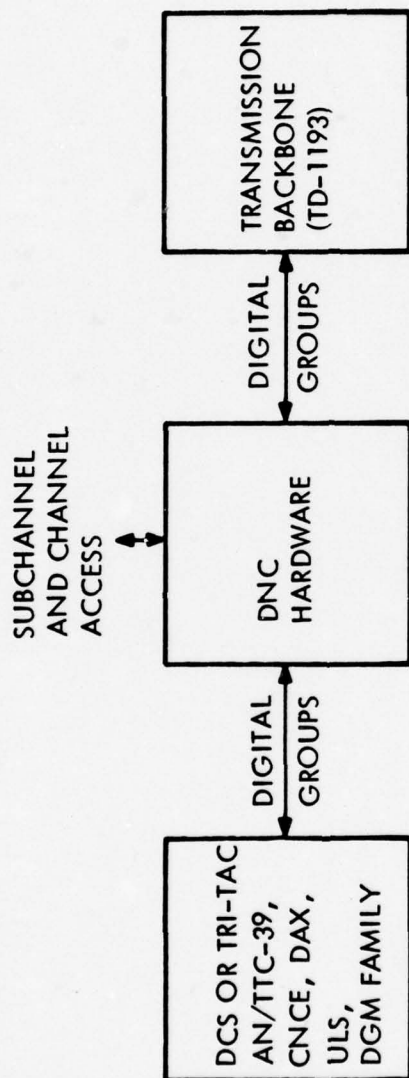 DCS OR TRI-TAC
AN/TTC-39,
CNCE, DAX,
ULS,
DGM FAMILY
DIGITAL
GROUPS
SUBCHANNEL
AND CHANNEL
ACCESS
DNC
HARDWARE
DIGITAL
GROUPS
TRANSMISSION
BACKBONE
(TD-1193)